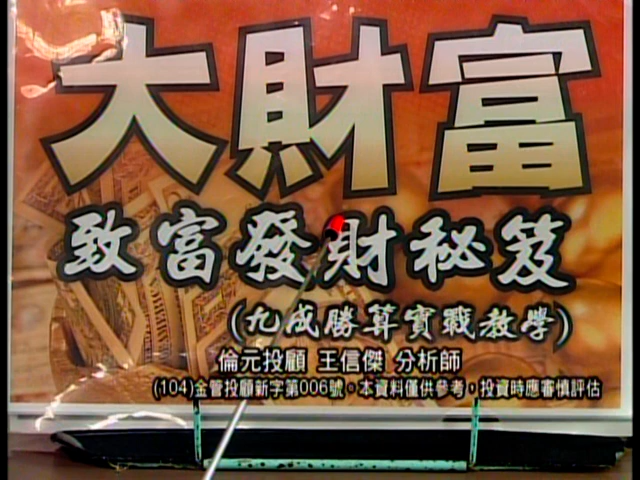 大財富
致富發財秘笈
(九成勝算實戰教學)
倫元投顧 王信傑 分析師
(104)金管投顧新字第006號。本資料僅供參考，投資時應審慎評估